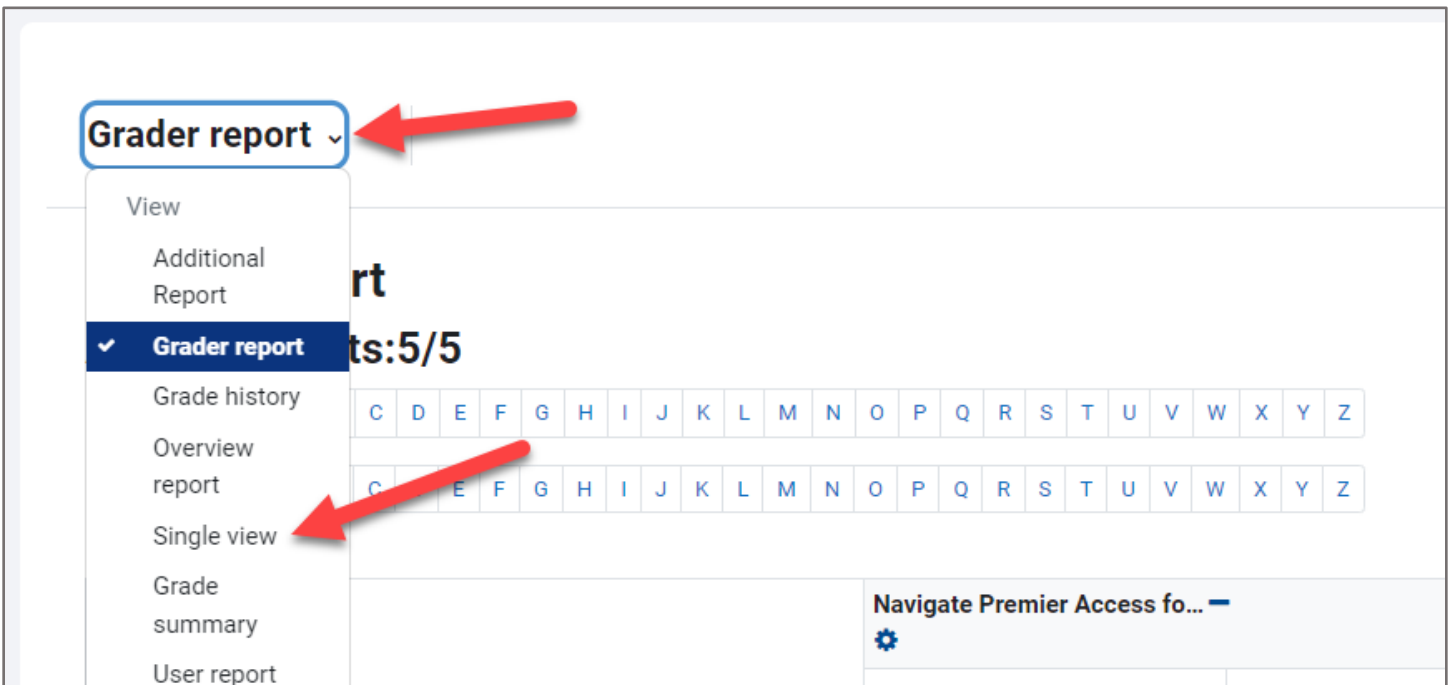 Grader report
View
Additional
Report
rt
Grader report
ts:5/5
Grade history
C D E F G H I J K L M N O P Q R S T U V W X Y Z
Overview
report
C E F G H I J K L M N O P Q R S T U V W X Y Z
Single view
Grade
summary
Navigate Premier Access fo...
User report